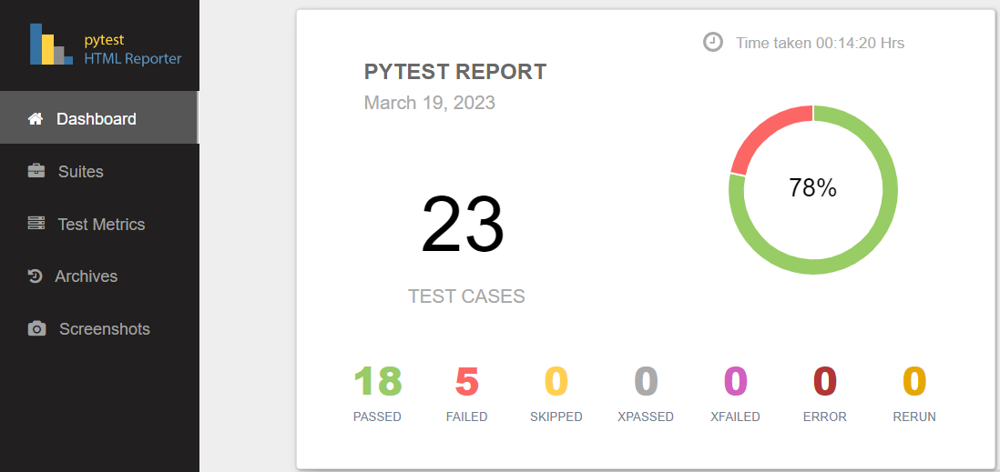 pytest
HTML Reporter
Dashboard
Suites
Test Metrics
Archives
Screenshots
Time taken 00:14:20 Hrs
PYTEST REPORT
March 19, 2023
78%
23
TEST CASES
18 5 0 0 0 0 0
PASSED FAILED SKIPPED XPASSED XFAILED ERROR RERUN